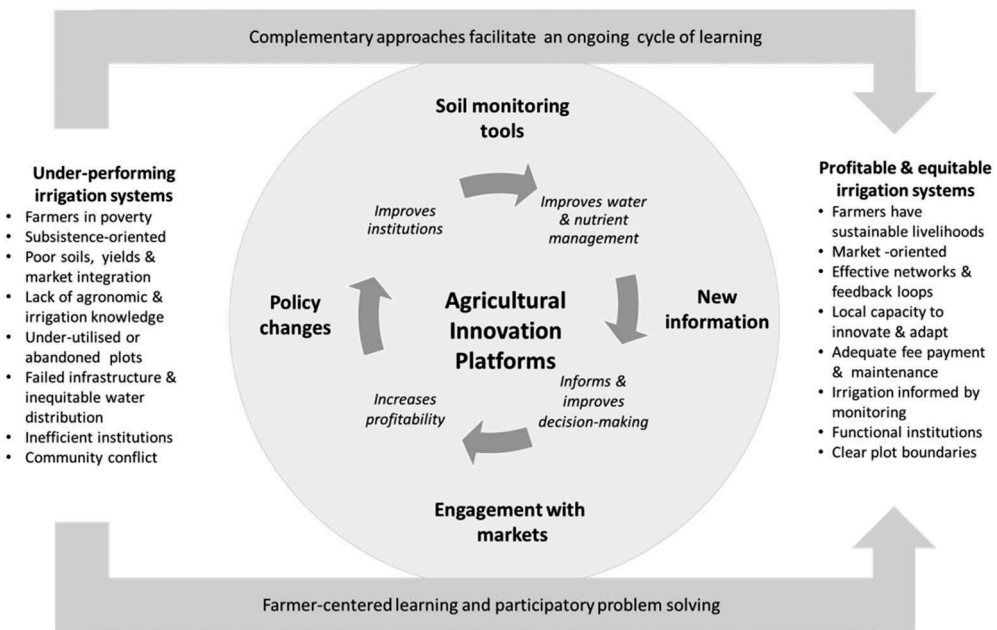 Complementary approaches facilitate an ongoing cycle of learning
Under-performing
irrigation systems
• Farmers in poverty
• Subsistence-oriented
• Poor soils, yields &
market integration
• Lack of agronomic &
irrigation knowledge
• Under-utilised or
abandoned plots
• Failed infrastructure &
inequitable water
distribution
• Inefficient institutions
• Community conflict
Soil monitoring
tools
Improves
institutions
Improves water
& nutrient
management
Policy
changes
Agricultural
Innovation
Platforms
New
information
Increases
profitability
Informs &
improves
decision-making
Engagement with
markets
Profitable & equitable
irrigation systems
• Farmers have
sustainable livelihoods
• Market -oriented
• Effective networks &
feedback loops
• Local capacity to
innovate & adapt
• Adequate fee payment
& maintenance
• Irrigation informed by
monitoring
• Functional institutions
• Clear plot boundaries
Farmer-centered learning and participatory problem solving